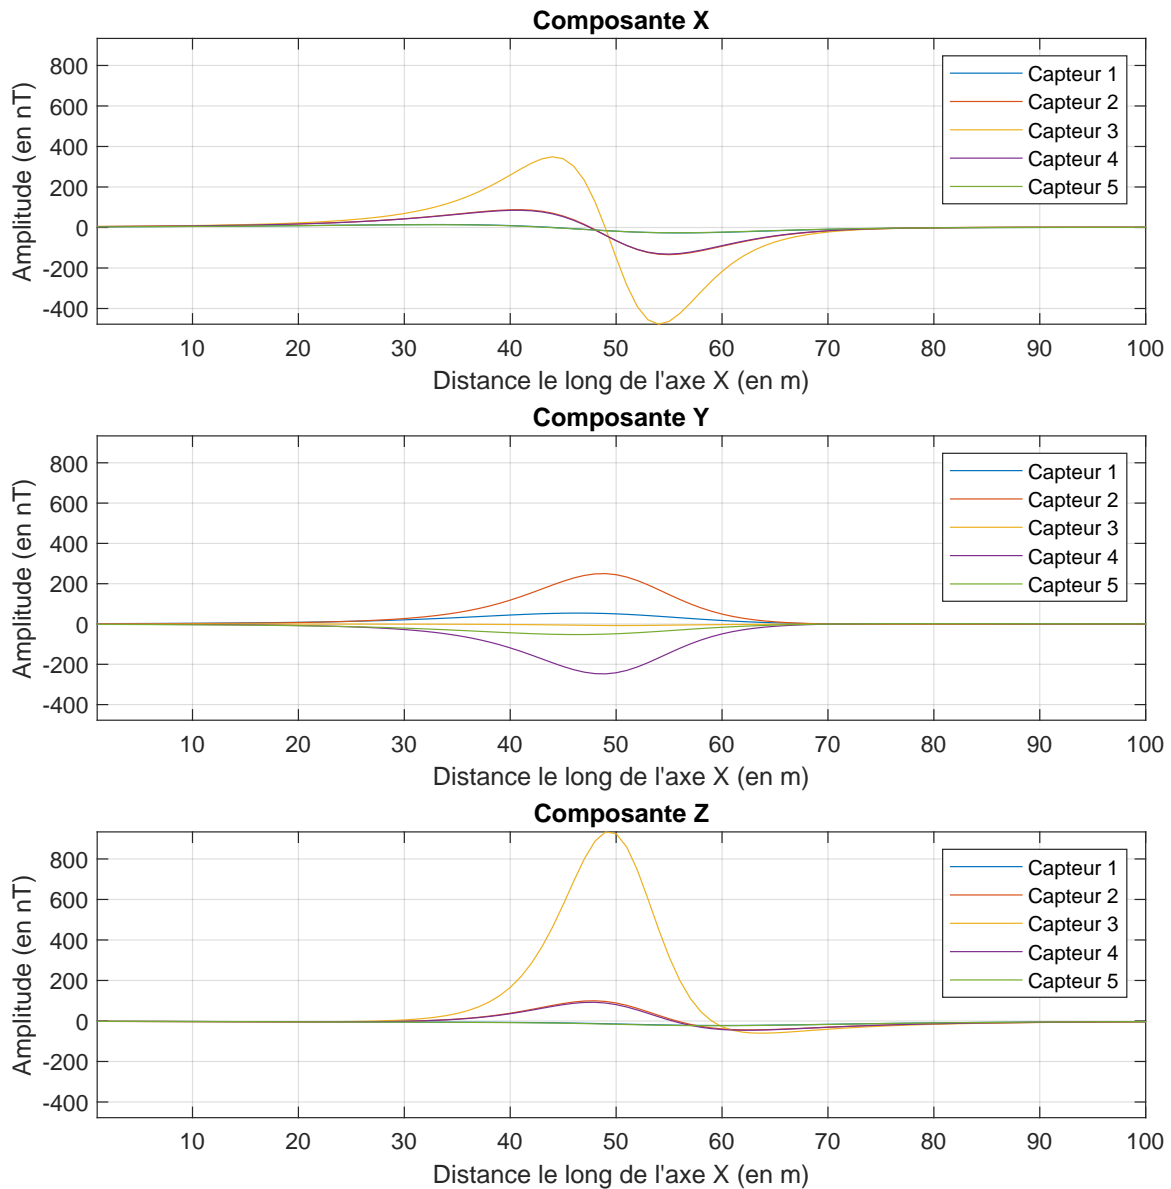 Composante X
Amplitude (en nT)
800
600
400
200
0
-200
-400
Capteur 1
Capteur 2
Capteur 3
Capteur 4
Capteur 5
10 20 30 40 50 60 70 80 90 100
Distance le long de l'axe X (en m)
Composante Y
Amplitude (en nT)
800
600
400
200
0
-200
-400
Capteur 1
Capteur 2
Capteur 3
Capteur 4
Capteur 5
10 20 30 40 50 60 70 80 90 100
Distance le long de l'axe X (en m)
Composante Z
Amplitude (en nT)
800
600
400
200
0
-200
-400
Capteur 1
Capteur 2
Capteur 3
Capteur 4
Capteur 5
10 20 30 40 50 60 70 80 90 100
Distance le long de l'axe X (en m)